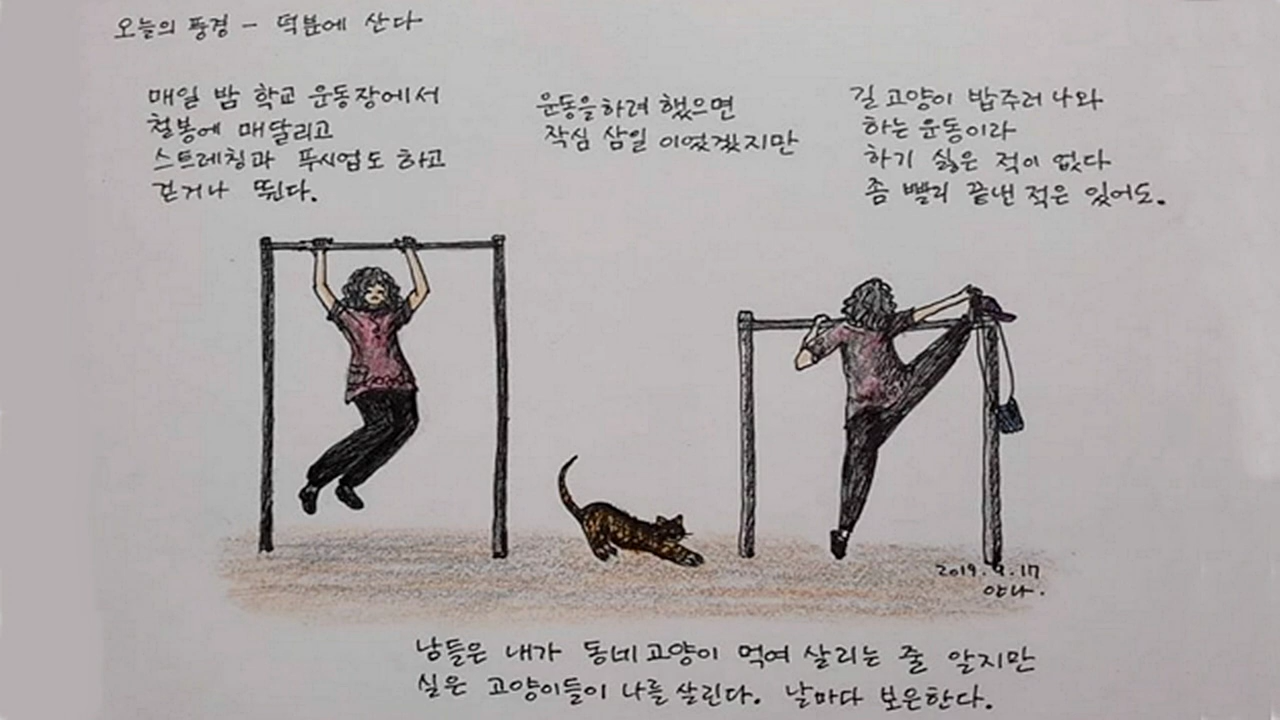 오늘의 풍경 - 덕분에 산다
매일 밤 학교 운동장에서
철봉에 매달리고
스트레칭과 푸시업도 하고
걷거나 뛴다.
운동을하려 했으면
작심 삼일 이었겠지만
길고양이 밥주러 나와
하는 운동이라
하기 싫은 적이 없다
좀 빨리 끝낸 적은 있어도.
2019.9.17
야나.
남들은 내가 동네고양이 먹여 살리는 줄 알지만
실은 고양이들이 나를 살린다. 날마다 보은한다.